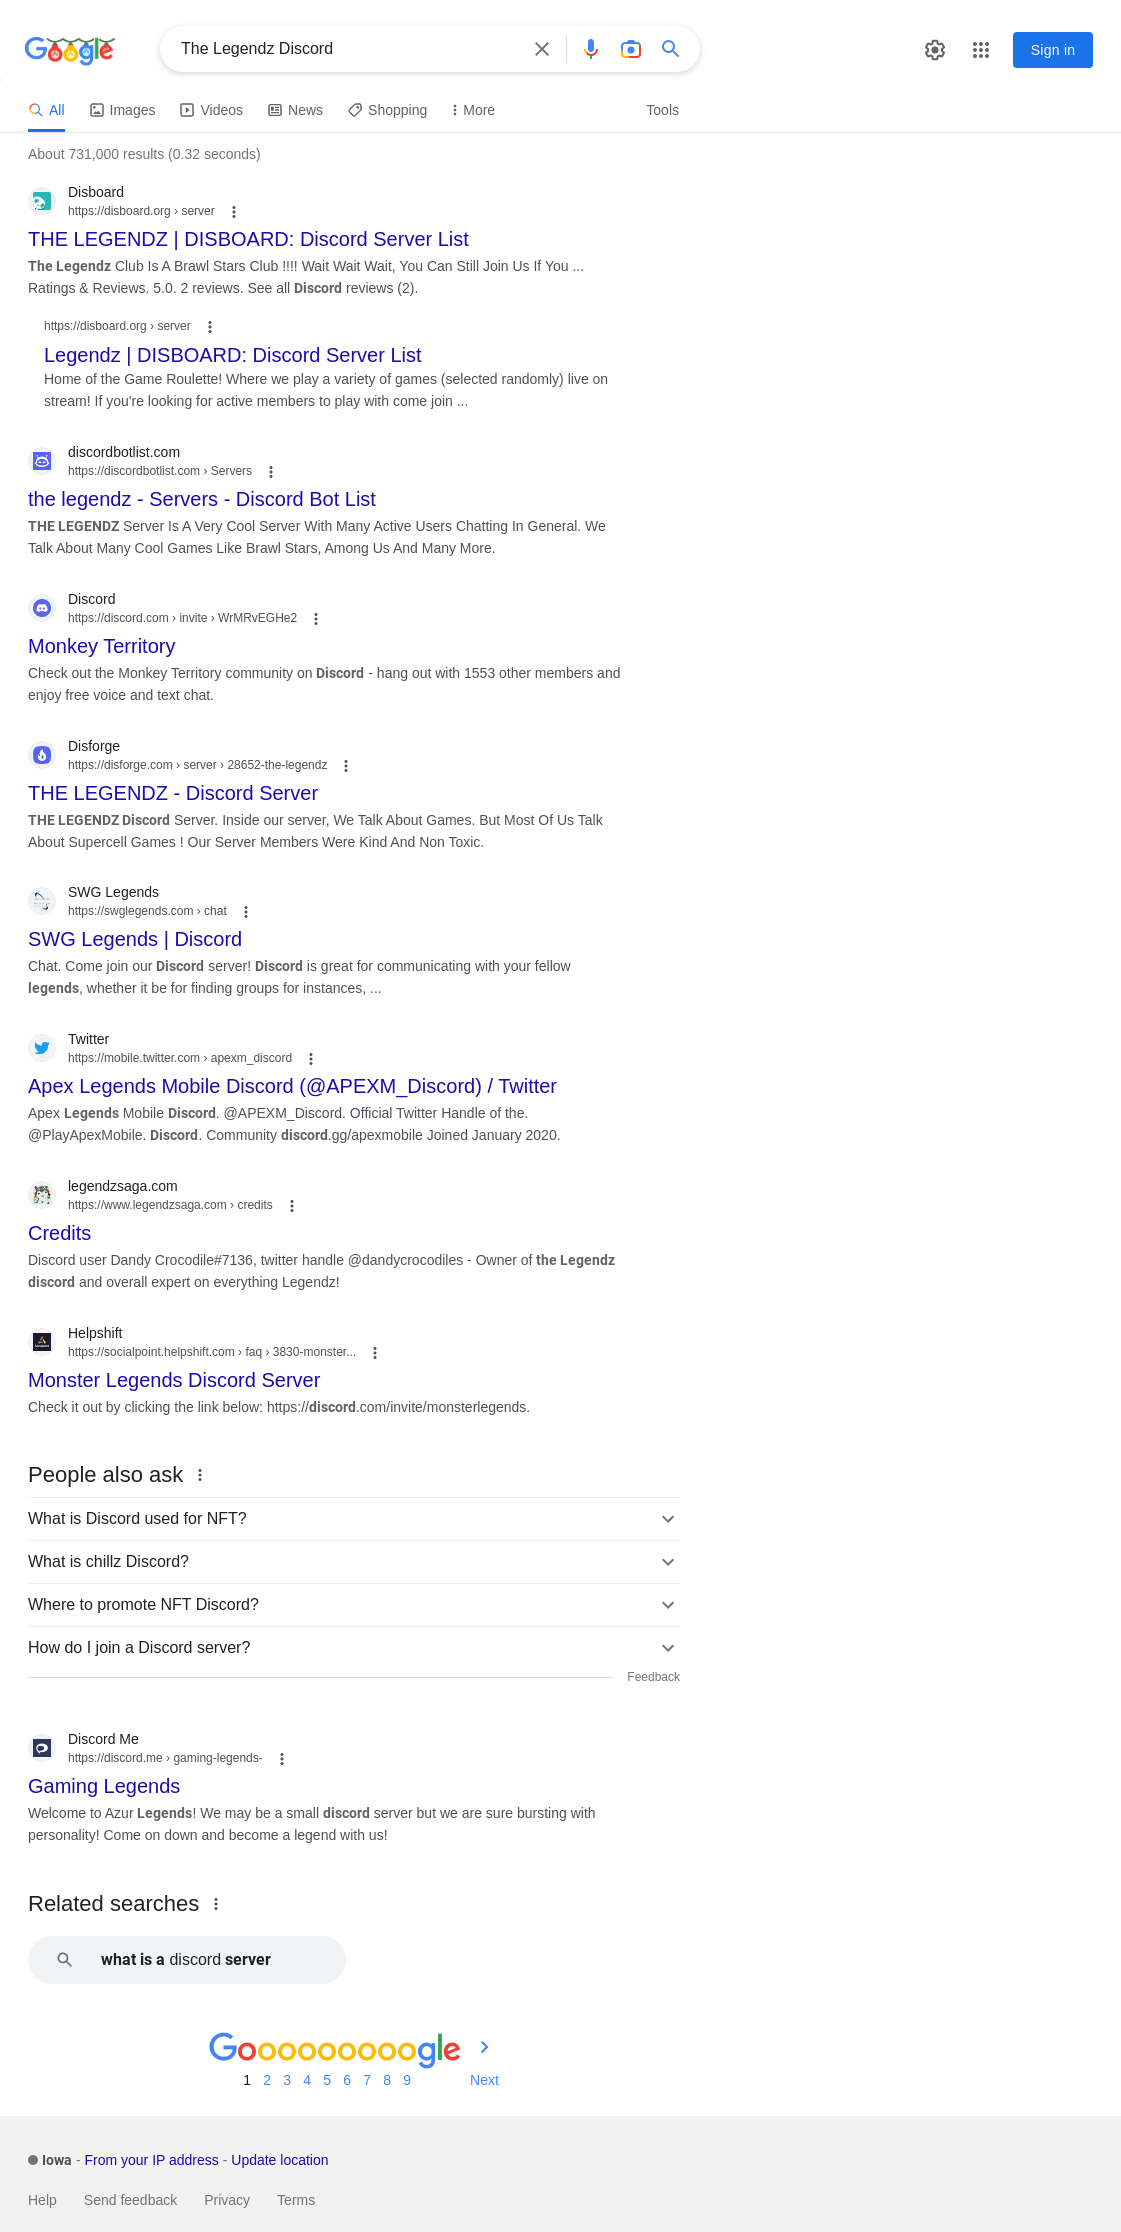 Google
The Legendz Discord
Sign in
All
Images
Videos
News
Shopping
More
Tools
About 731,000 results (0.32 seconds)
Disboard
https://disboard.org › server
THE LEGENDZ | DISBOARD: Discord Server List
The Legendz Club Is A Brawl Stars Club !!!! Wait Wait Wait, You Can Still Join Us If You ...
Ratings & Reviews. 5.0. 2 reviews. See all Discord reviews (2).
https://disboard.org › server
Legendz | DISBOARD: Discord Server List
Home of the Game Roulette! Where we play a variety of games (selected randomly) live on
stream! If you're looking for active members to play with come join ...
discordbotlist.com
https://discordbotlist.com › Servers
the legendz - Servers - Discord Bot List
THE LEGENDZ Server Is A Very Cool Server With Many Active Users Chatting In General. We
Talk About Many Cool Games Like Brawl Stars, Among Us And Many More.
Discord
https://discord.com › invite › WrMRvEGHe2
Monkey Territory
Check out the Monkey Territory community on Discord - hang out with 1553 other members and
enjoy free voice and text chat.
Disforge
https://disforge.com › server › 28652-the-legendz
THE LEGENDZ - Discord Server
THE LEGENDZ Discord Server. Inside our server, We Talk About Games. But Most Of Us Talk
About Supercell Games ! Our Server Members Were Kind And Non Toxic.
SWG Legends
https://swglegends.com › chat
SWG Legends | Discord
Chat. Come join our Discord server! Discord is great for communicating with your fellow
legends, whether it be for finding groups for instances, ...
Twitter
https://mobile.twitter.com › apexm_discord
Apex Legends Mobile Discord (@APEXM_Discord) / Twitter
Apex Legends Mobile Discord. @APEXM_Discord. Official Twitter Handle of the.
@PlayApexMobile. Discord. Community discord.gg/apexmobile Joined January 2020.
legendzsaga.com
https://www.legendzsaga.com › credits
Credits
Discord user Dandy Crocodile#7136, twitter handle @dandycrocodiles - Owner of the Legendz
discord and overall expert on everything Legendz!
Helpshift
https://socialpoint.helpshift.com › faq › 3830-monster...
Monster Legends Discord Server
Check it out by clicking the link below: https://discord.com/invite/monsterlegends.
People also ask
What is Discord used for NFT?
What is chillz Discord?
Where to promote NFT Discord?
How do I join a Discord server?
Feedback
Discord Me
https://discord.me › gaming-legends-
Gaming Legends
Welcome to Azur Legends! We may be a small discord server but we are sure bursting with
personality! Come on down and become a legend with us!
Related searches
what is a discord server
Gooooooooogle
1 2 3 4 5 6 7 8 9 Next
Iowa - From your IP address - Update location
Help Send feedback Privacy Terms